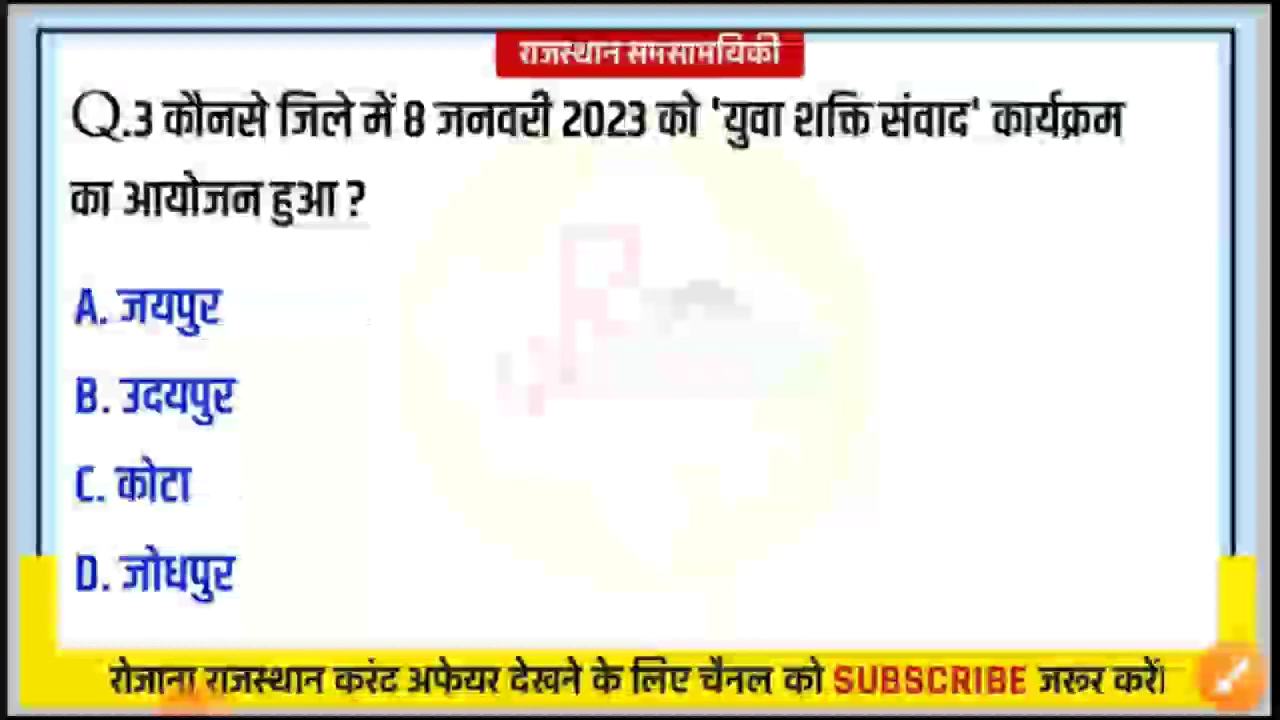 राजस्थान समसामयिकी
Q.3 कौनसे जिले में 8 जनवरी 2023 को 'युवा शक्ति संवाद' कार्यक्रम
का आयोजन हुआ ?
A. जयपुर
B. उदयपुर
C. कोटा
D. जोधपुर
रोजाना राजस्थान करंट अफेयर देखने के लिए चैनल को SUBSCRIBE जरूर करें।